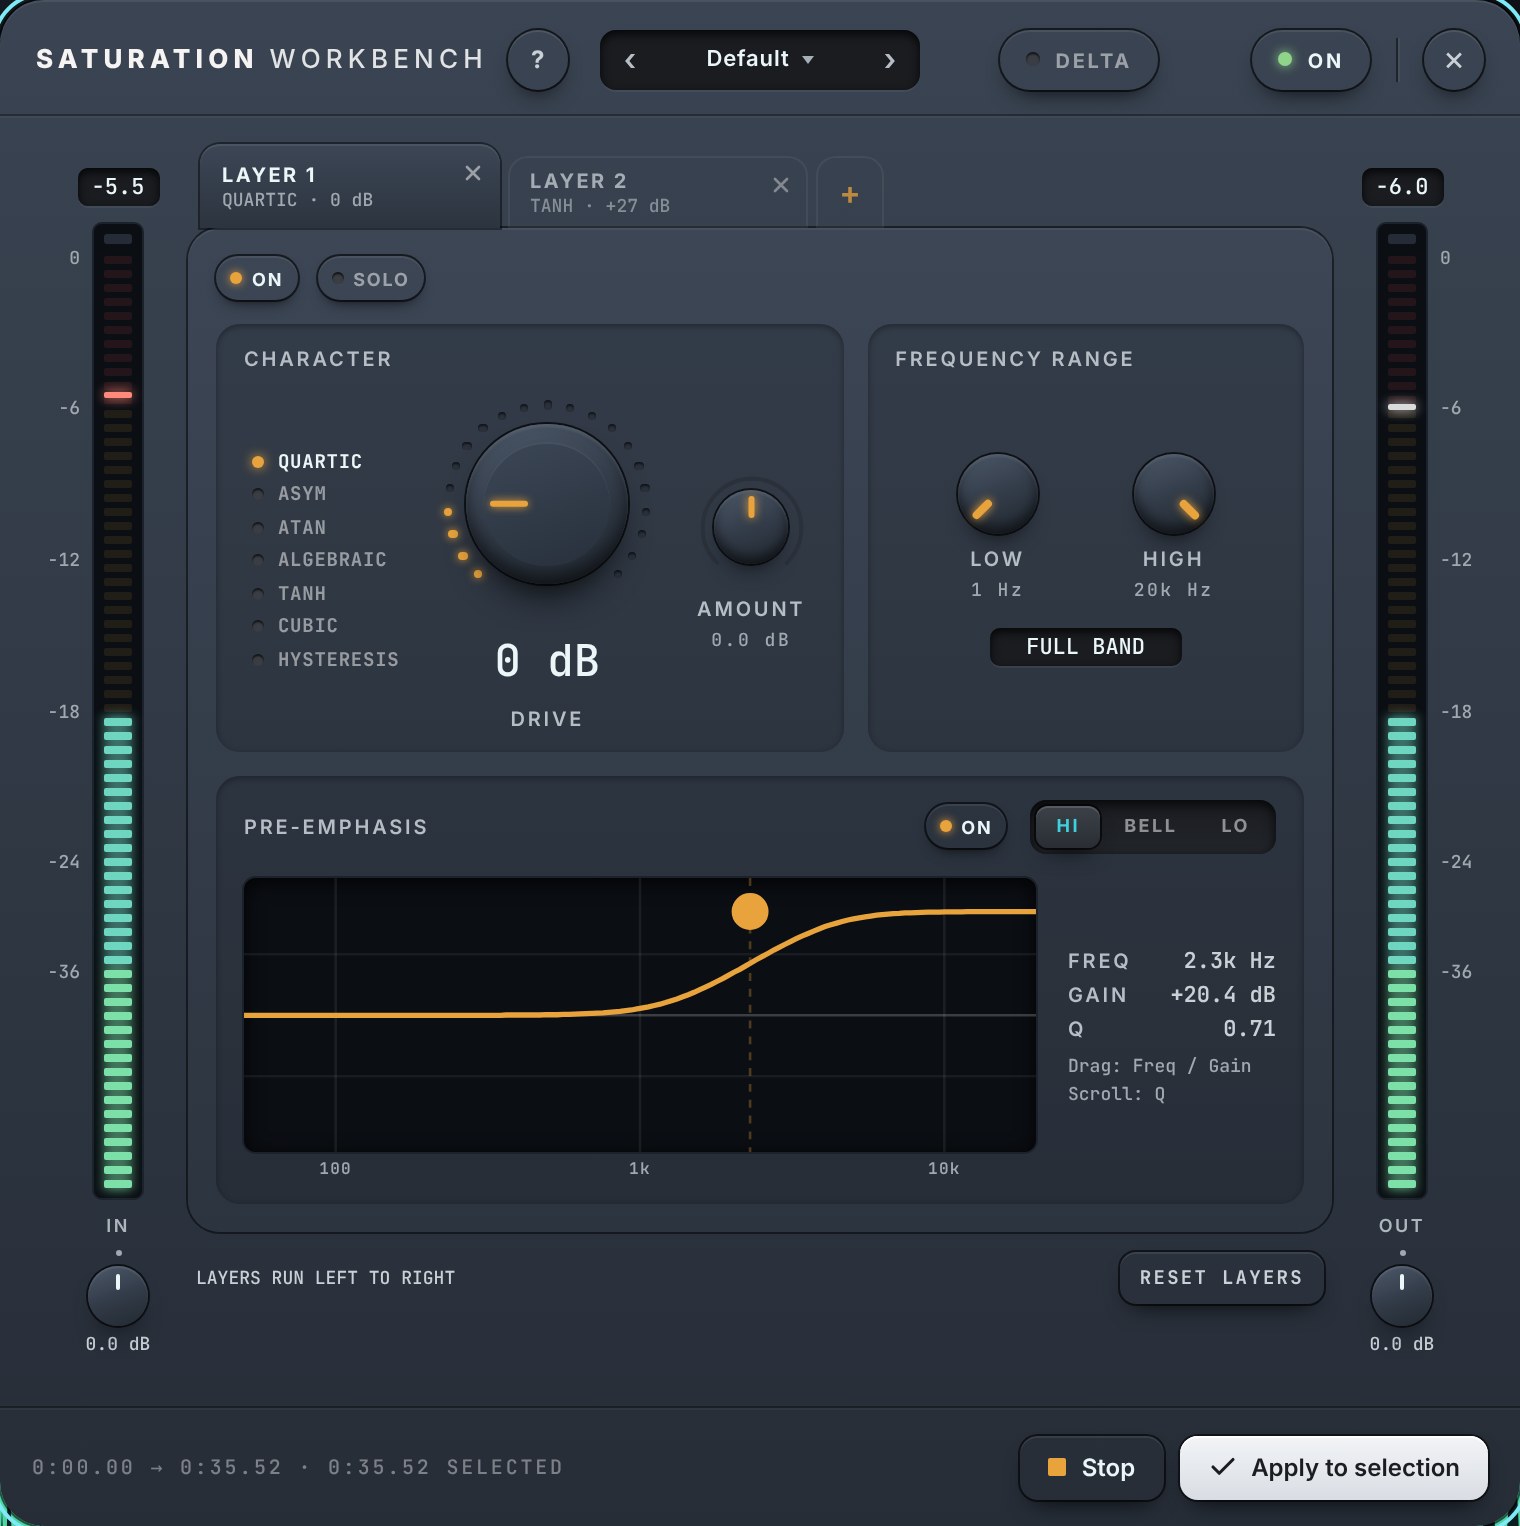 SATURATION WORKBENCH ? ‹ Default › DELTA ON ✕
LAYER 1 ✕
QUARTIC · 0 dB
LAYER 2 ✕
TANH · +27 dB
+
-5.5
0
-6
-12
-18
-24
-36
IN
0.0 dB
ON SOLO
CHARACTER
QUARTIC
ASYM
ATAN
ALGEBRAIC
TANH
CUBIC
HYSTERESIS
0 dB
DRIVE
AMOUNT
0.0 dB
FREQUENCY RANGE
LOW
1 Hz
HIGH
20k Hz
FULL BAND
PRE-EMPHASIS
ON HI BELL LO
100 1k 10k
FREQ 2.3k Hz
GAIN +20.4 dB
Q 0.71
Drag: Freq / Gain
Scroll: Q
-6.0
0
-6
-12
-18
-24
-36
OUT
0.0 dB
LAYERS RUN LEFT TO RIGHT
RESET LAYERS
0:00.00 → 0:35.52 · 0:35.52 SELECTED
Stop
Apply to selection